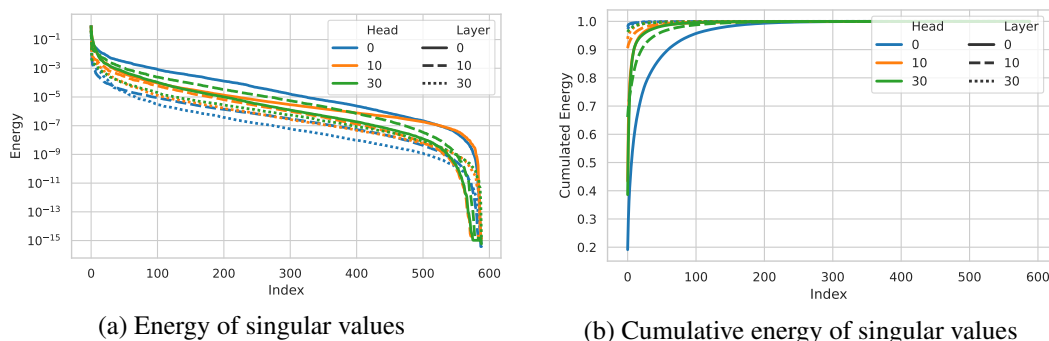 Head Layer
0 0
10 10
30 30
10⁻¹
10⁻³
10⁻⁵
10⁻⁷
10⁻⁹
10⁻¹¹
10⁻¹³
10⁻¹⁵
Energy
0 100 200 300 400 500 600
Index
(a) Energy of singular values
Head Layer
0 0
10 10
30 30
1.0
0.9
0.8
0.7
0.6
0.5
0.4
0.3
0.2
Cumulated Energy
0 100 200 300 400 500 600
Index
(b) Cumulative energy of singular values